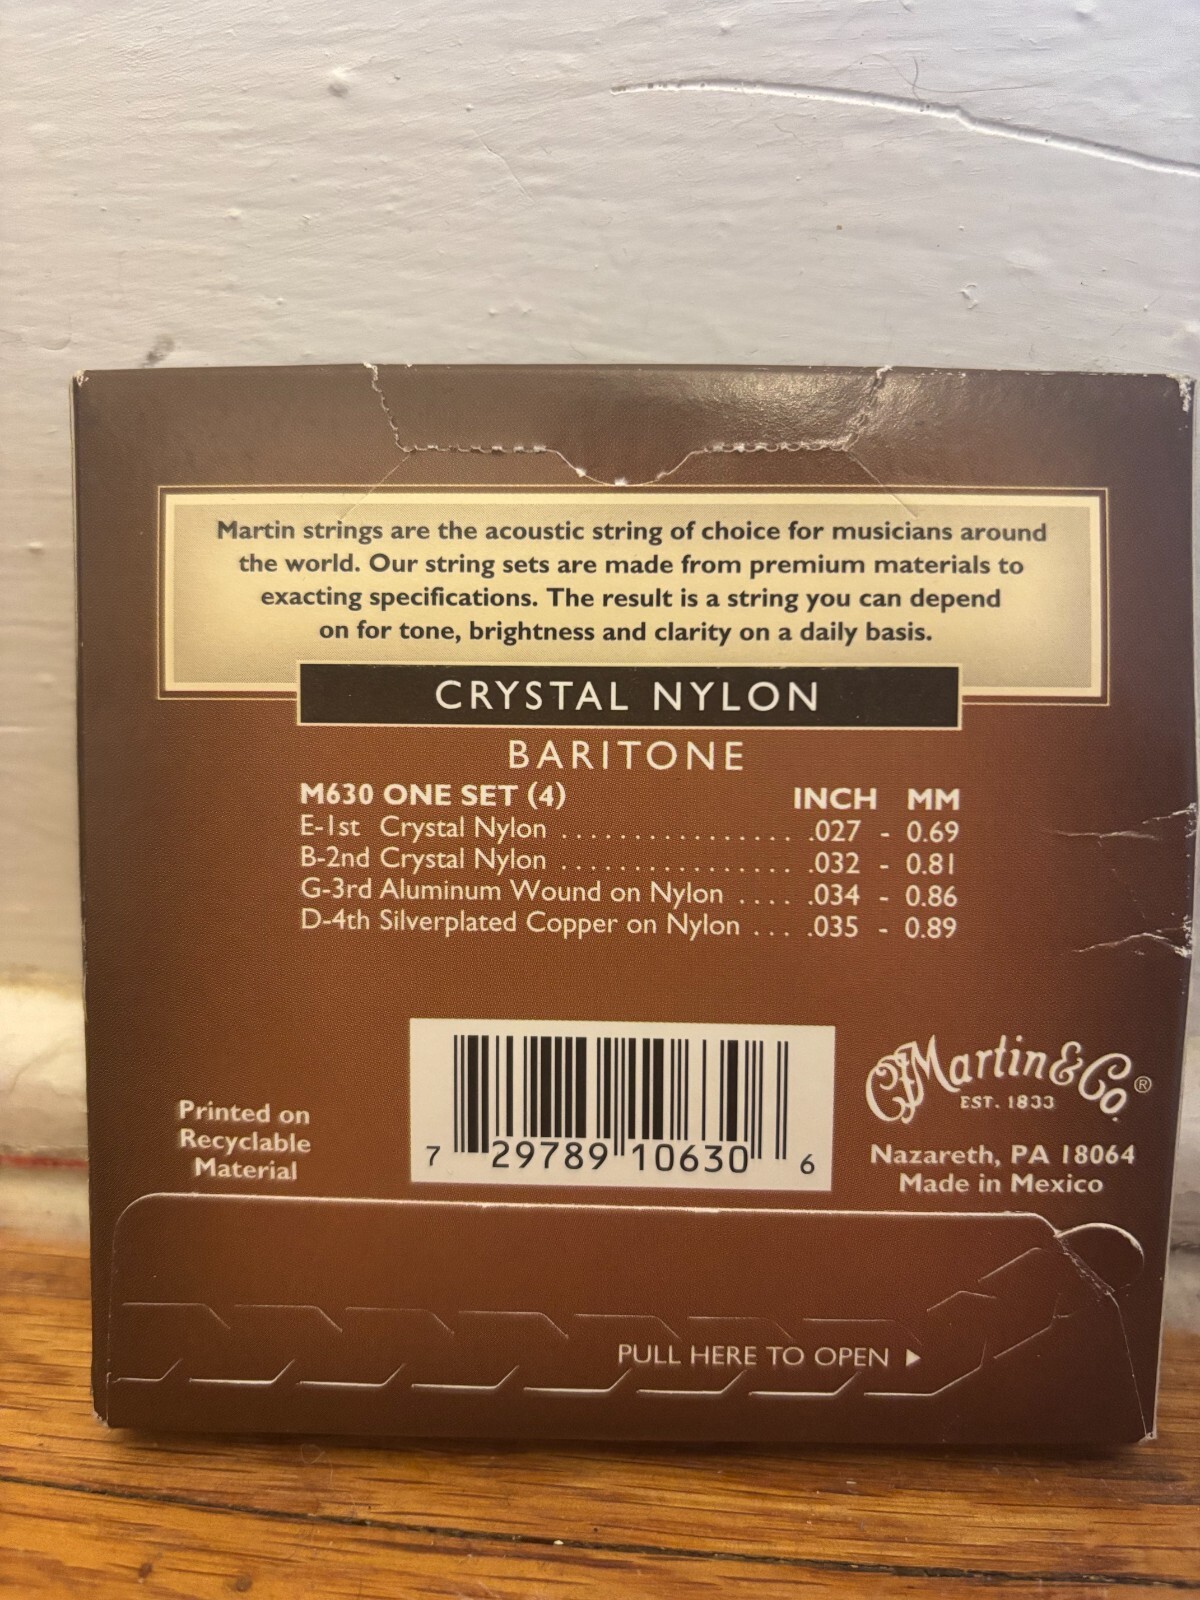 Martin strings are the acoustic string of choice for musicians around
the world. Our string sets are made from premium materials to
exacting specifications. The result is a string you can depend
on for tone, brightness and clarity on a daily basis.
CRYSTAL NYLON
BARITONE
M630 ONE SET (4) INCH MM
E-1st Crystal Nylon ................. .027 - 0.69
B-2nd Crystal Nylon ................. .032 - 0.81
G-3rd Aluminum Wound on Nylon .... .034 - 0.86
D-4th Silverplated Copper on Nylon ... .035 - 0.89
Printed on
Recyclable
Material
7 29789 10630 6
CF Martin & Co.®
EST. 1833
Nazareth, PA 18064
Made in Mexico
PULL HERE TO OPEN ▶